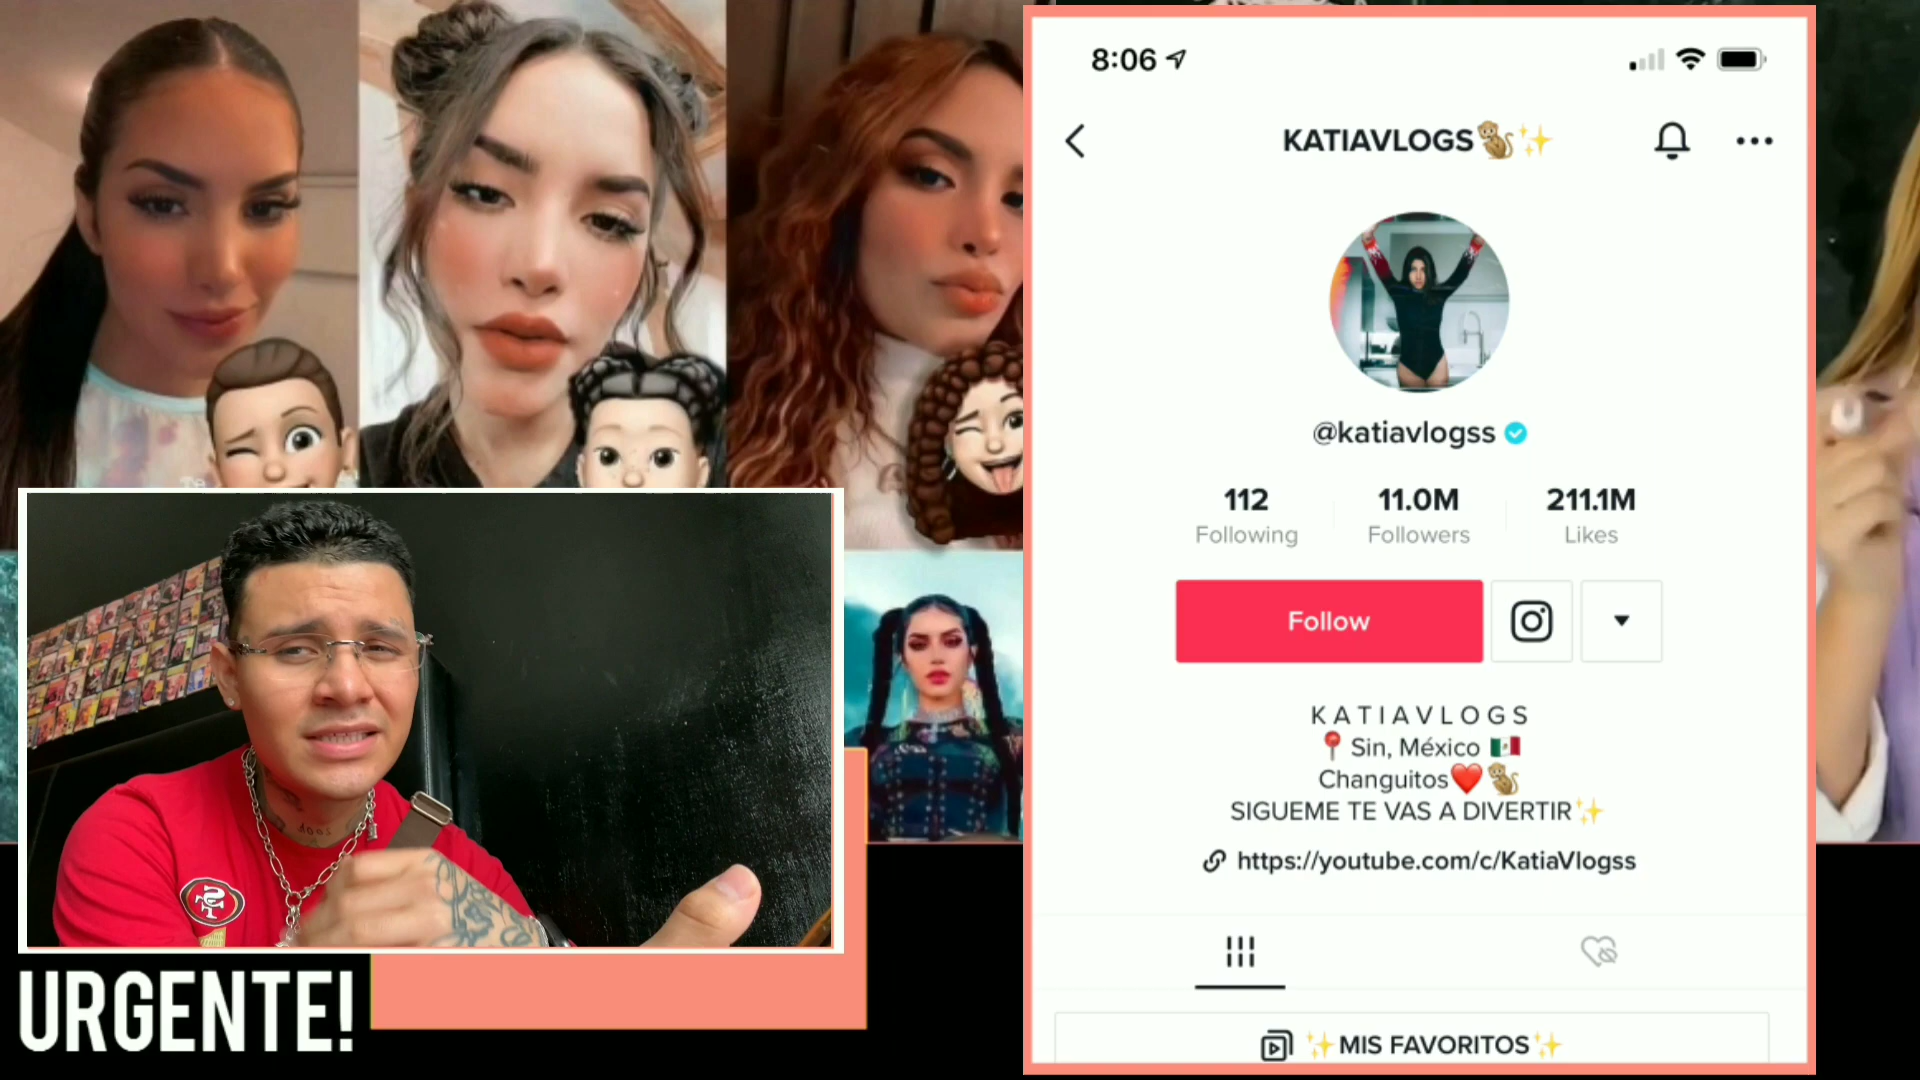 8:06
KATIAVLOGS🐒✨
@katiavlogss
112
Following
11.0M
Followers
211.1M
Likes
Follow
K A T I A V L O G S
📍 Sin, México 🇲🇽
Changuitos❤️🐒
SIGUEME TE VAS A DIVERTIR✨
https://youtube.com/c/KatiaVlogss
✨MIS FAVORITOS✨
SF
URGENTE!